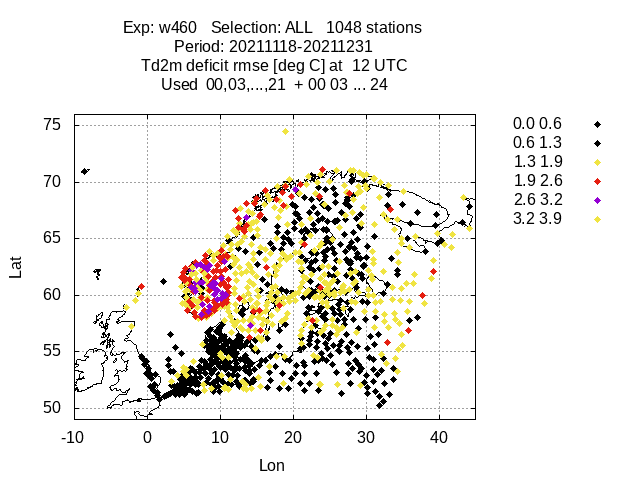 Exp: w460 Selection: ALL 1048 stations
Period: 20211118-20211231
Td2m deficit rmse [deg C] at 12 UTC
Used 00,03,...,21 + 00 03 ... 24
75
70
65
60
55
50
Lat
-10 0 10 20 30 40
Lon
0.0 0.6
0.6 1.3
1.3 1.9
1.9 2.6
2.6 3.2
3.2 3.9